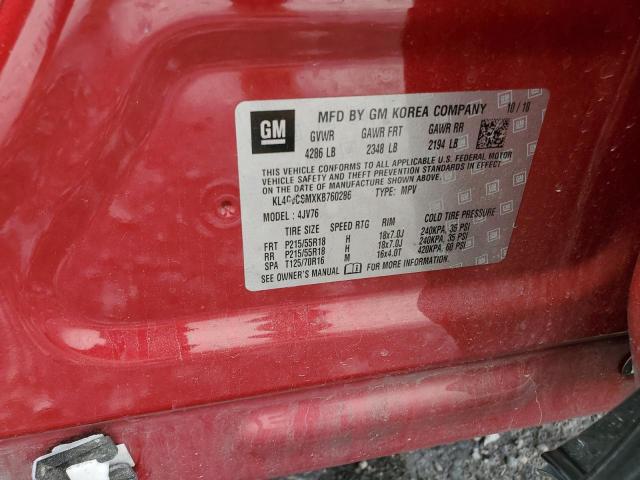 GM
MFD BY GM KOREA COMPANY 10/18
GVWR GAWR FRT GAWR RR
4286 LB 2348 LB 2194 LB
THIS VEHICLE CONFORMS TO ALL APPLICABLE U.S. FEDERAL MOTOR
VEHICLE SAFETY, BUMPER, AND THEFT PREVENTION STANDARDS IN EFFECT
ON THE DATE OF MANUFACTURE SHOWN ABOVE.
TYPE: MPV
MODEL: 4JV76
TIRE SIZE SPEED RTG RIM COLD TIRE PRESSURE
FRT P215/55R18 H 18x7.0J 240KPA, 35 PSI
RR P215/55R18 H 18x7.0J 240KPA, 35 PSI
SPA T125/70R16 M 16x4.0T 420KPA, 60 PSI
SEE OWNER'S MANUAL FOR MORE INFORMATION.